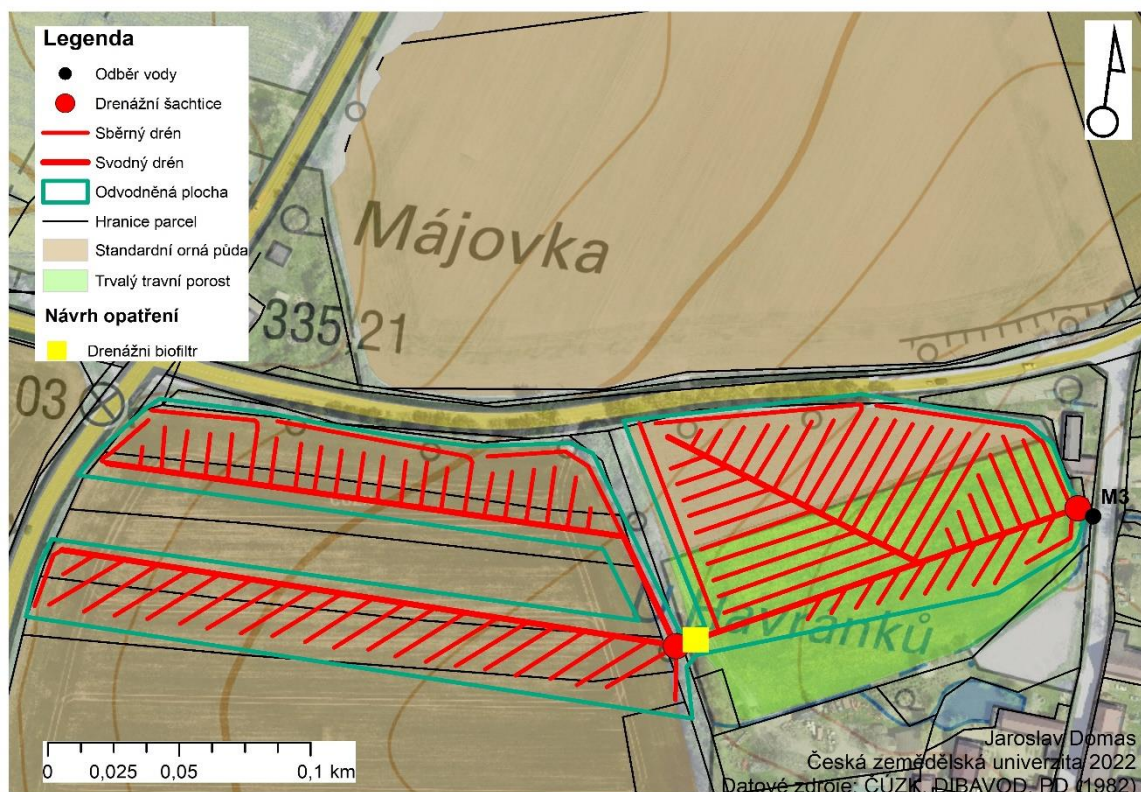 Legenda
Odběr vody
Drenážní šachtice
Sběrný drén
Svodný drén
Odvodněná plocha
Hranice parcel
Standardní orná půda
Trvalý travní porost
Návrh opatření
Drenážni biofiltr
Májovka
335,21
03
M3
U Havránků
0 0,025 0,05 0,1 km
Jaroslav Domas
Česká zemědělská univerzita 2022
Datové zdroje: ČÚZK, DIBAVOD, PD (1982)